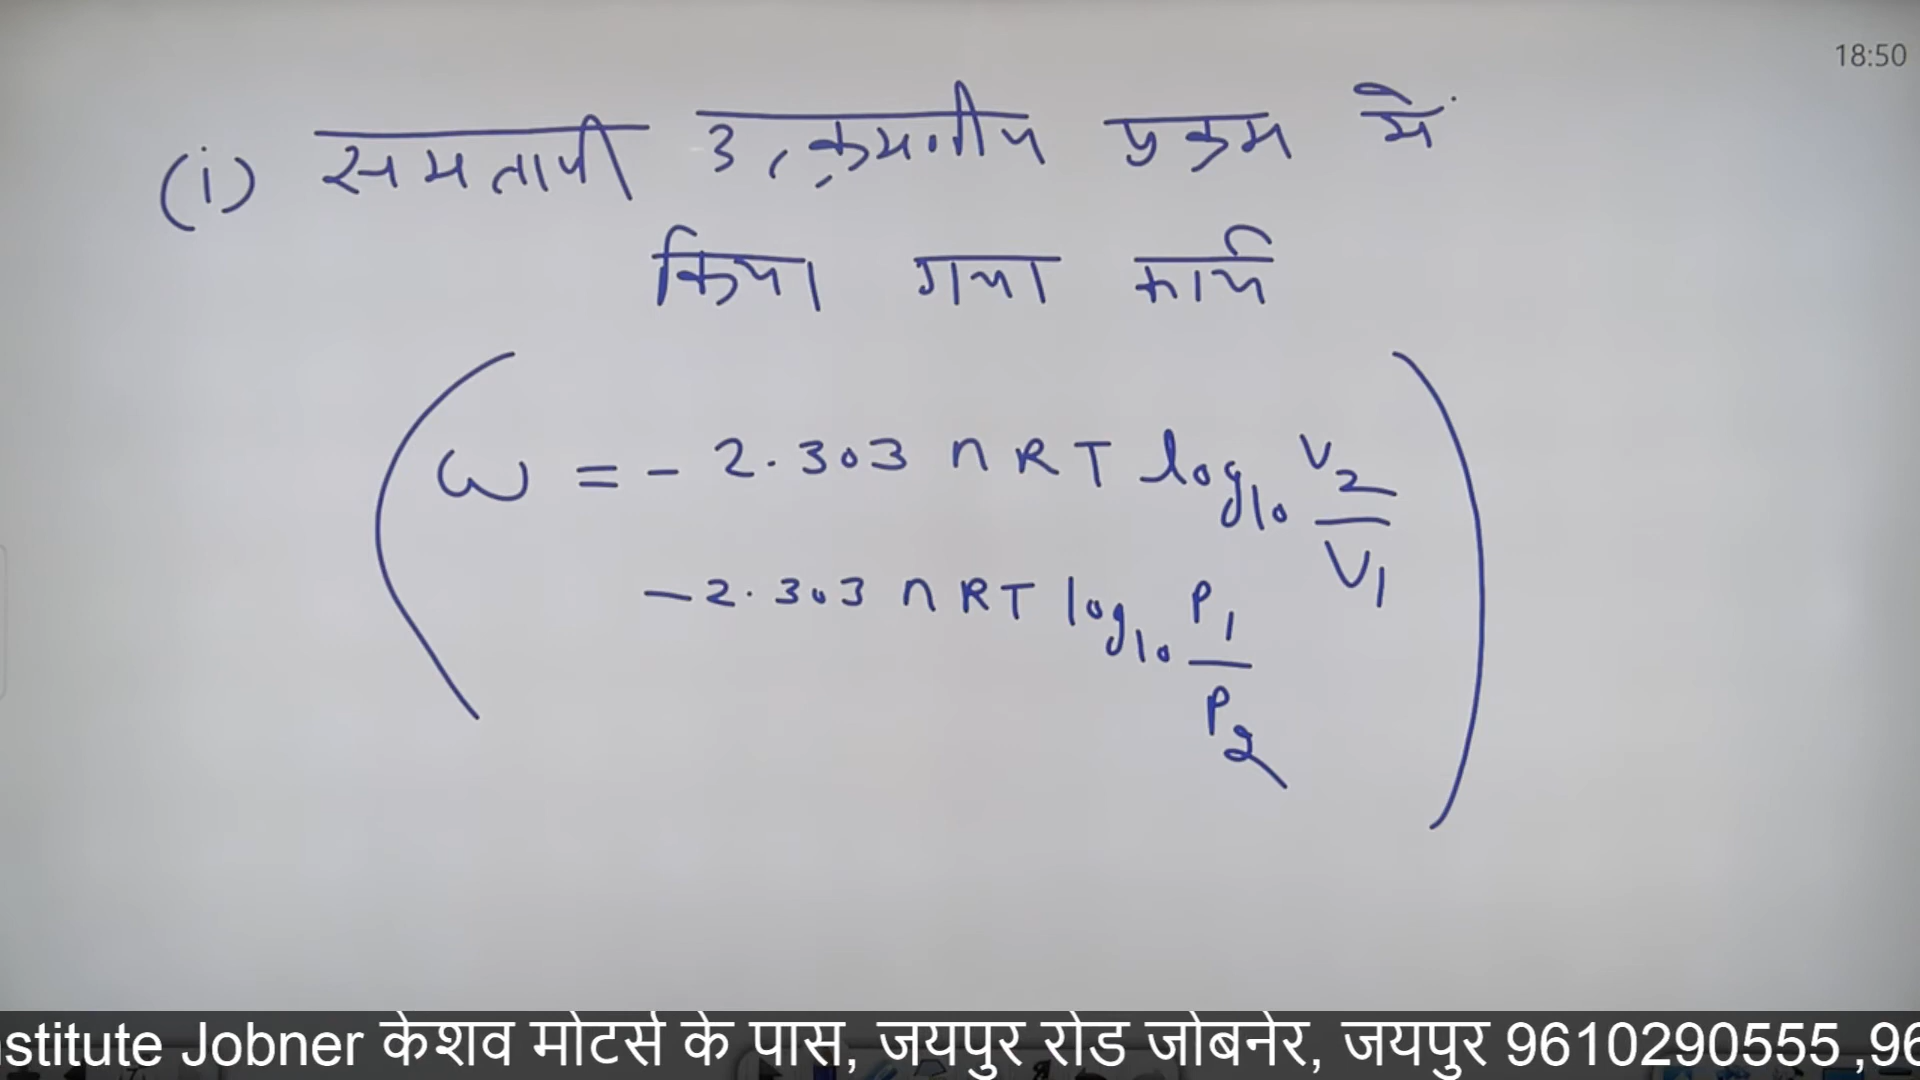 18:50
(i) समतापी उत्क्रमणीय प्रक्रम में
किया गया कार्य
W = - 2.303 nRT log₁₀ V₂/V₁
- 2.303 nRT log₁₀ P₁/P₂
nstitute Jobner केशव मोटर्स के पास, जयपुर रोड जोबनेर, जयपुर 9610290555 ,96